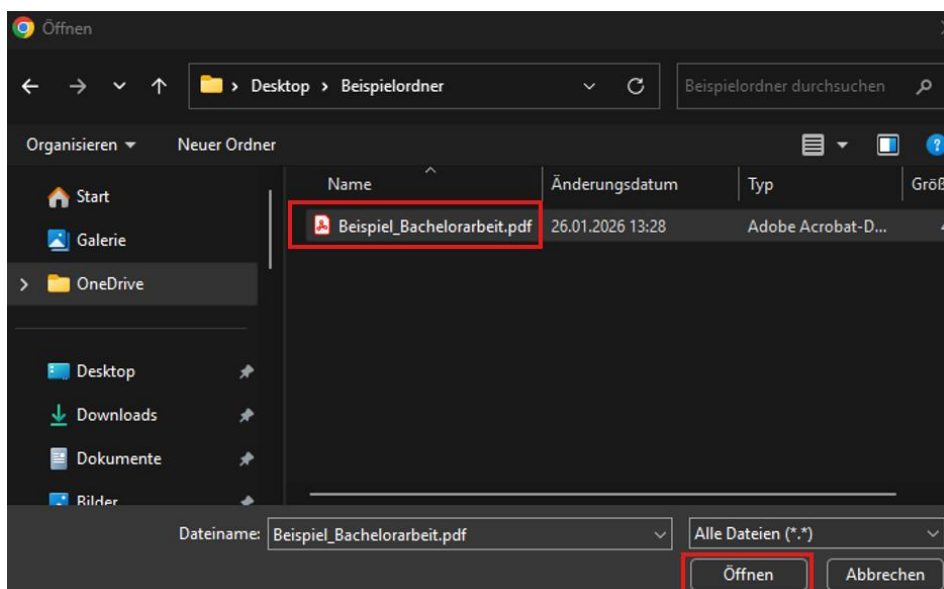 Öffnen
Desktop > Beispielordner
Beispielordner durchsuchen
Organisieren
Neuer Ordner
Name
Änderungsdatum
Typ
Start
Beispiel_Bachelorarbeit.pdf
26.01.2026 13:28
Adobe Acrobat-D...
Galerie
OneDrive
Desktop
Downloads
Dokumente
Bilder
Dateiname: Beispiel_Bachelorarbeit.pdf
Alle Dateien (*.*)
Öffnen
Abbrechen